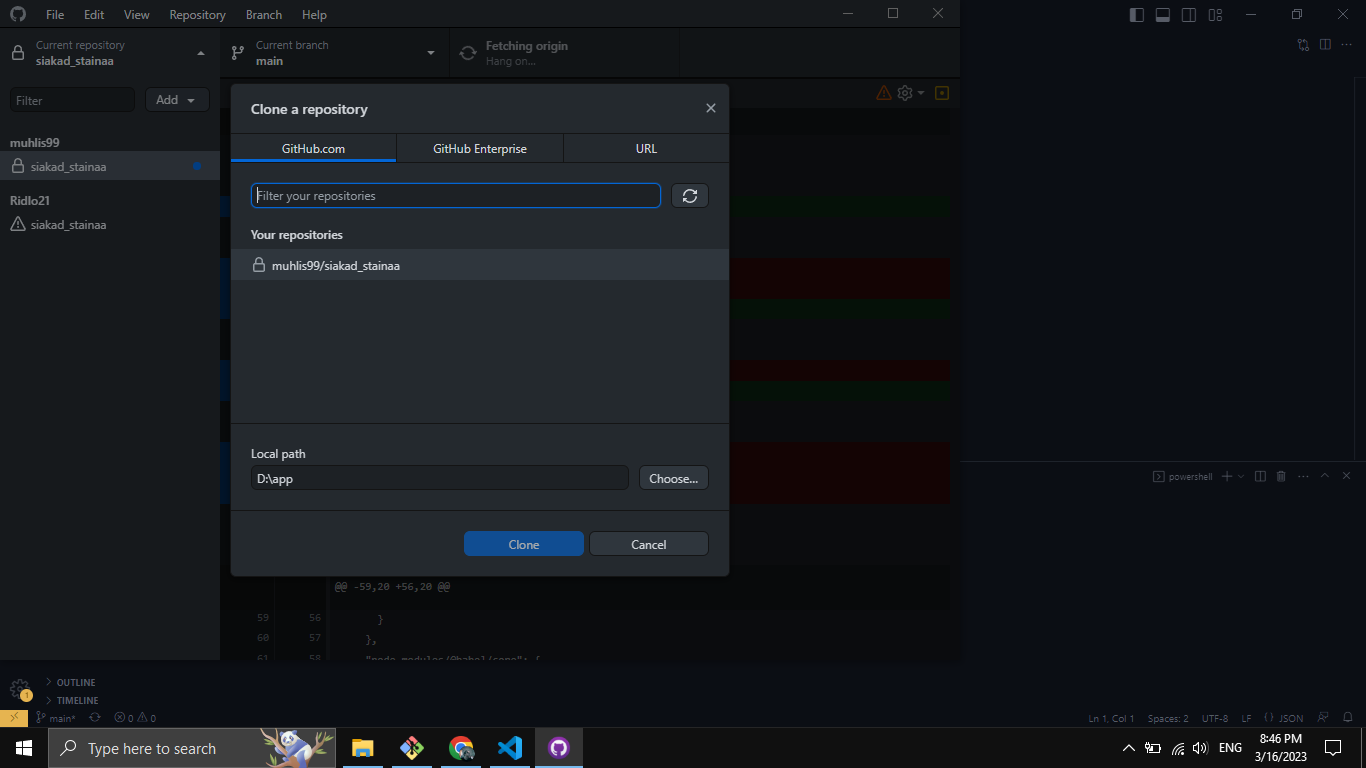 File Edit View Repository Branch Help
Current repository
siakad_stainaa
Current branch
main
Fetching origin
Hang on...
Filter
Add
muhlis99
siakad_stainaa
Ridlo21
siakad_stainaa
Clone a repository
GitHub.com GitHub Enterprise URL
Filter your repositories
Your repositories
muhlis99/siakad_stainaa
Local path
D:\app
Choose...
Clone Cancel
@@ -59,20 +56,20 @@
59 56 }
60 57 },
61 58 "node_modules/@babel/core": {
powershell
OUTLINE
TIMELINE
1
main* 0 0
Ln 1, Col 1 Spaces: 2 UTF-8 LF {} JSON
Type here to search
ENG
8:46 PM
3/16/2023